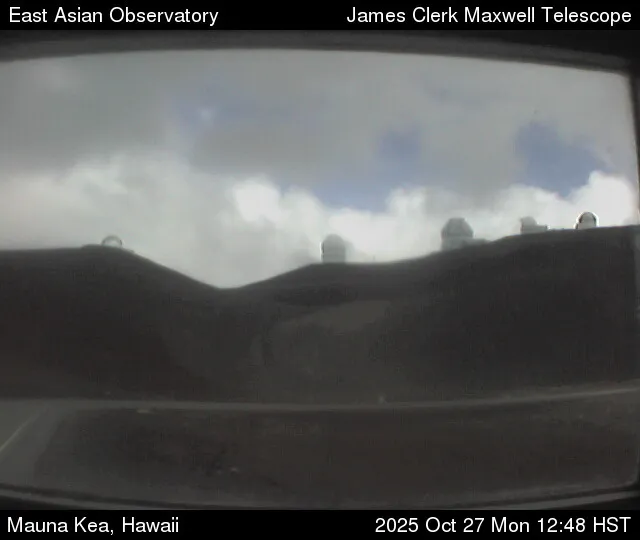 East Asian Observatory
James Clerk Maxwell Telescope
Mauna Kea, Hawaii
2025 Oct 27 Mon 12:48 HST